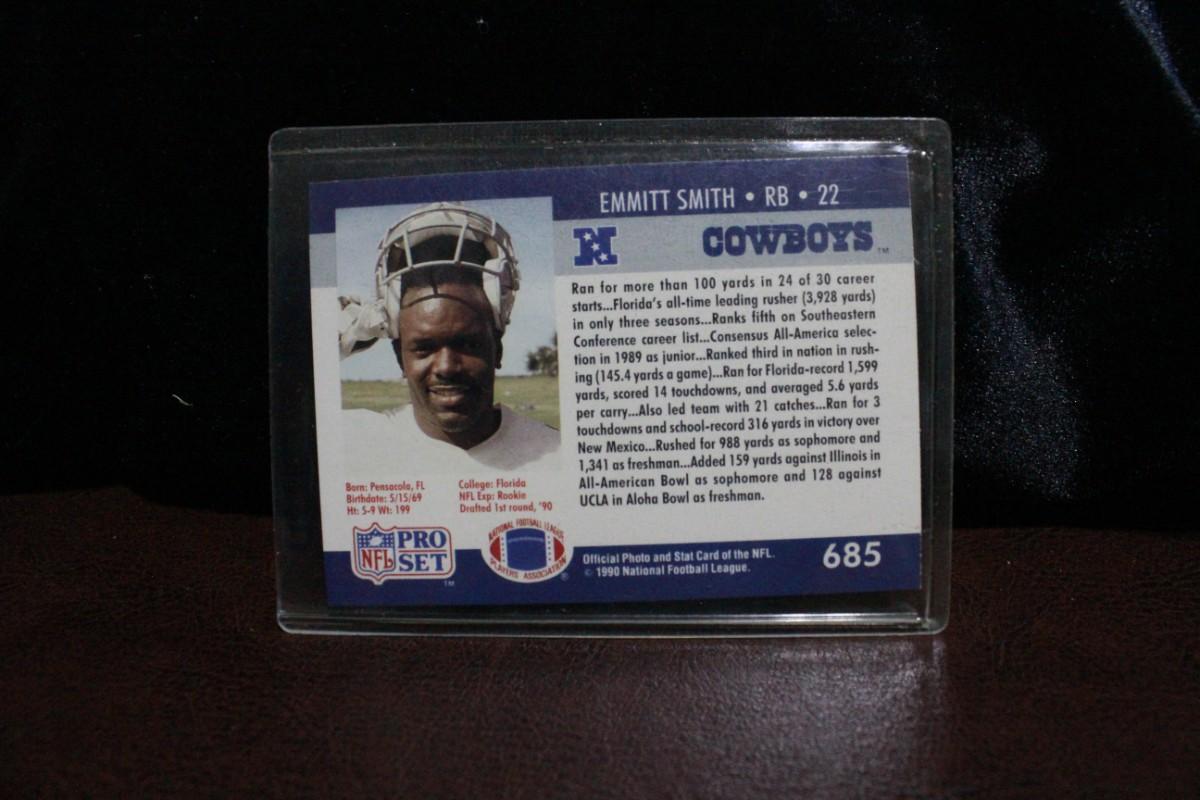 EMMITT SMITH • RB • 22
N
COWBOYS™
Ran for more than 100 yards in 24 of 30 career
starts...Florida's all-time leading rusher (3,928 yards)
in only three seasons...Ranks fifth on Southeastern
Conference career list...Consensus All-America selec-
tion in 1989 as junior...Ranked third in nation in rush-
ing (145.4 yards a game)...Ran for Florida-record 1,599
yards, scored 14 touchdowns, and averaged 5.6 yards
per carry...Also led team with 21 catches...Ran for 3
touchdowns and school-record 316 yards in victory over
New Mexico...Rushed for 988 yards as sophomore and
1,341 as freshman...Added 159 yards against Illinois in
All-American Bowl as sophomore and 128 against
UCLA in Aloha Bowl as freshman.
Born: Pensacola, FL
Birthdate: 5/15/69
Ht: 5-9 Wt: 199
College: Florida
NFL Exp: Rookie
Drafted 1st round, '90
NFL PRO
SET™
NATIONAL FOOTBALL LEAGUE
PLAYERS ASSOCIATION®
Official Photo and Stat Card of the NFL.
© 1990 National Football League.
685